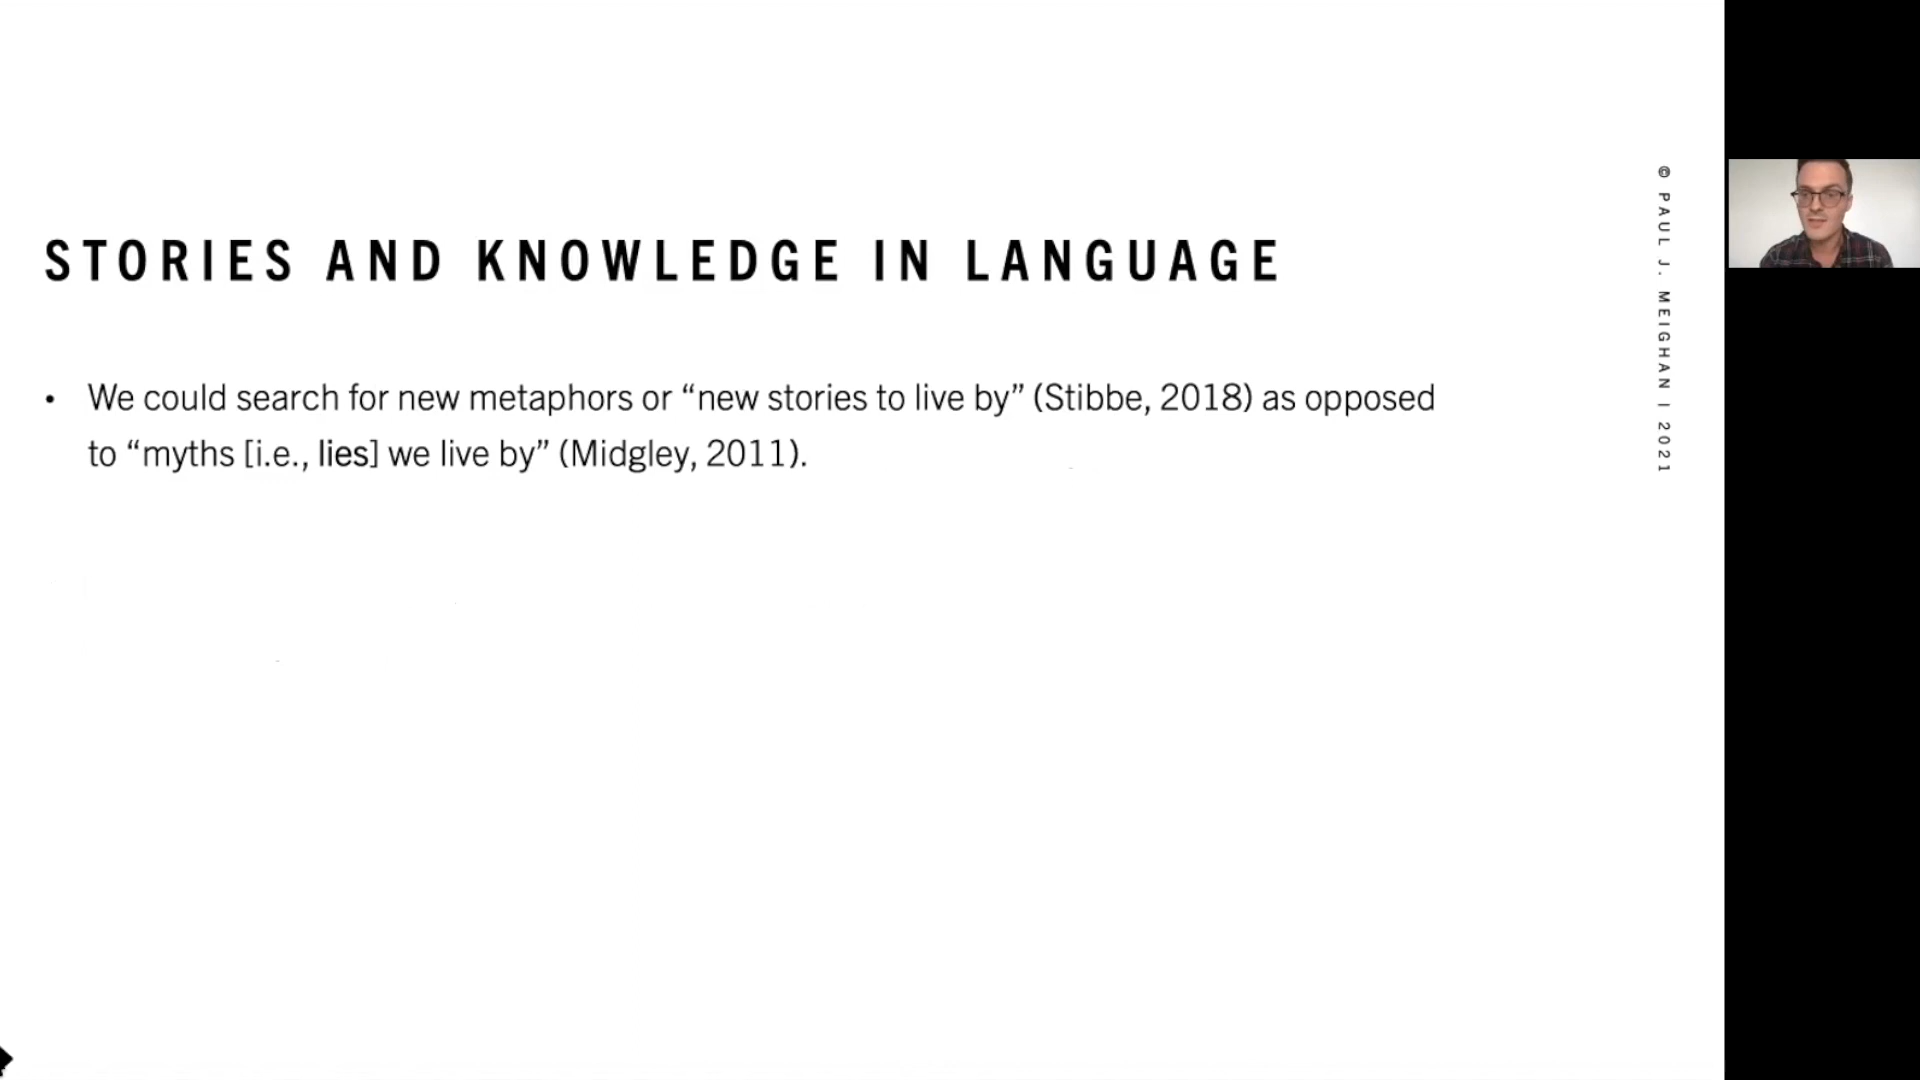 STORIES AND KNOWLEDGE IN LANGUAGE
• We could search for new metaphors or “new stories to live by” (Stibbe, 2018) as opposed
to “myths [i.e., lies] we live by” (Midgley, 2011).
© PAUL J. MEIGHAN | 2021